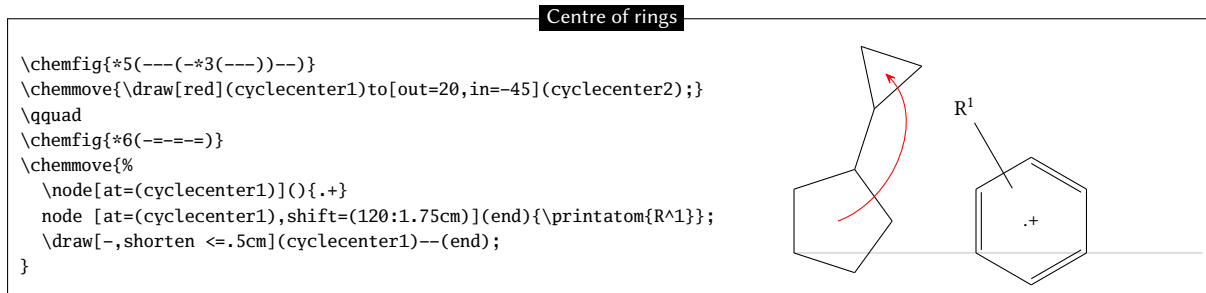 Centre of rings
\chemfig{*5(---(-*3(---))--)}
\chemmove{\draw[red](cyclecenter1)to[out=20,in=-45](cyclecenter2);}
\qquad
\chemfig{*6(-=-=-=)}
\chemmove{%
  \node[at=(cyclecenter1)](){.+}
  node [at=(cyclecenter1),shift=(120:1.75cm)](end){\printatom{R^1}};
  \draw[-,shorten <=.5cm](cyclecenter1)--(end);
}
R¹
.+